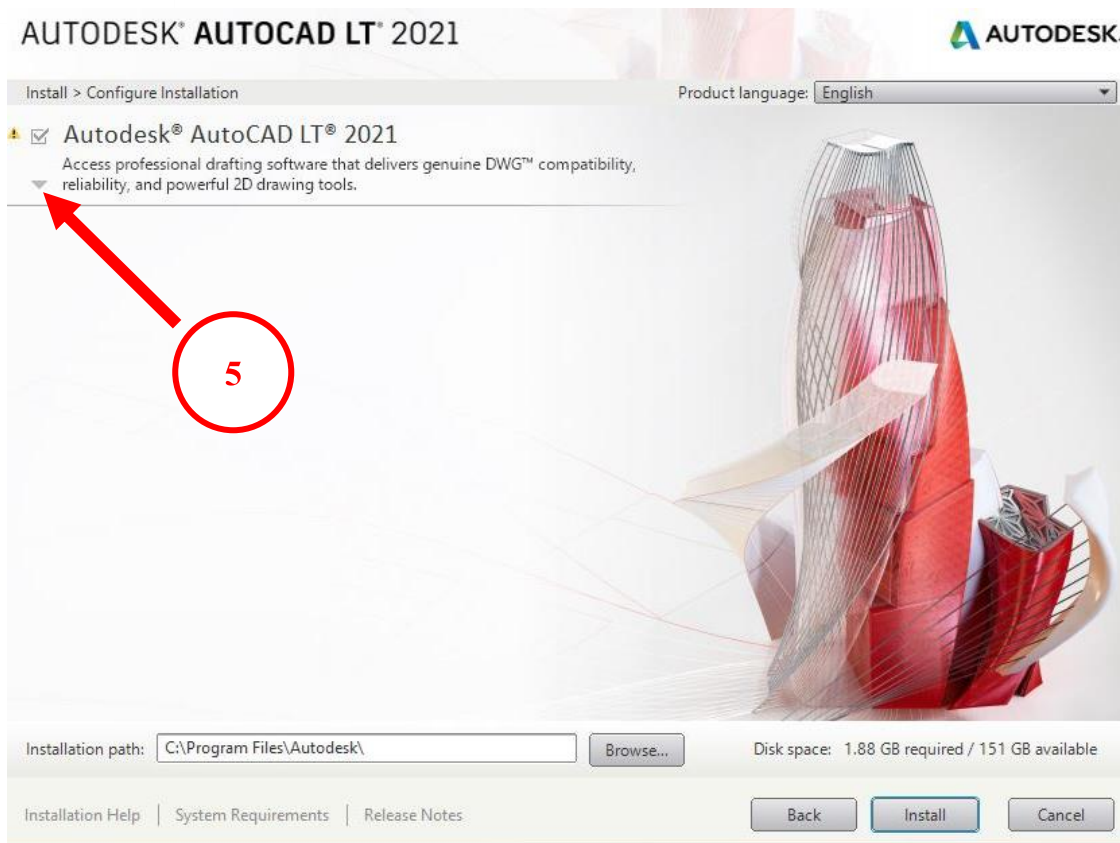 AUTODESK® AUTOCAD LT® 2021
AUTODESK.
Install > Configure Installation
Product language: English
Autodesk® AutoCAD LT® 2021
Access professional drafting software that delivers genuine DWG™ compatibility,
reliability, and powerful 2D drawing tools.
5
Installation path: C:\Program Files\Autodesk\ Browse... Disk space: 1.88 GB required / 151 GB available
Installation Help | System Requirements | Release Notes Back Install Cancel